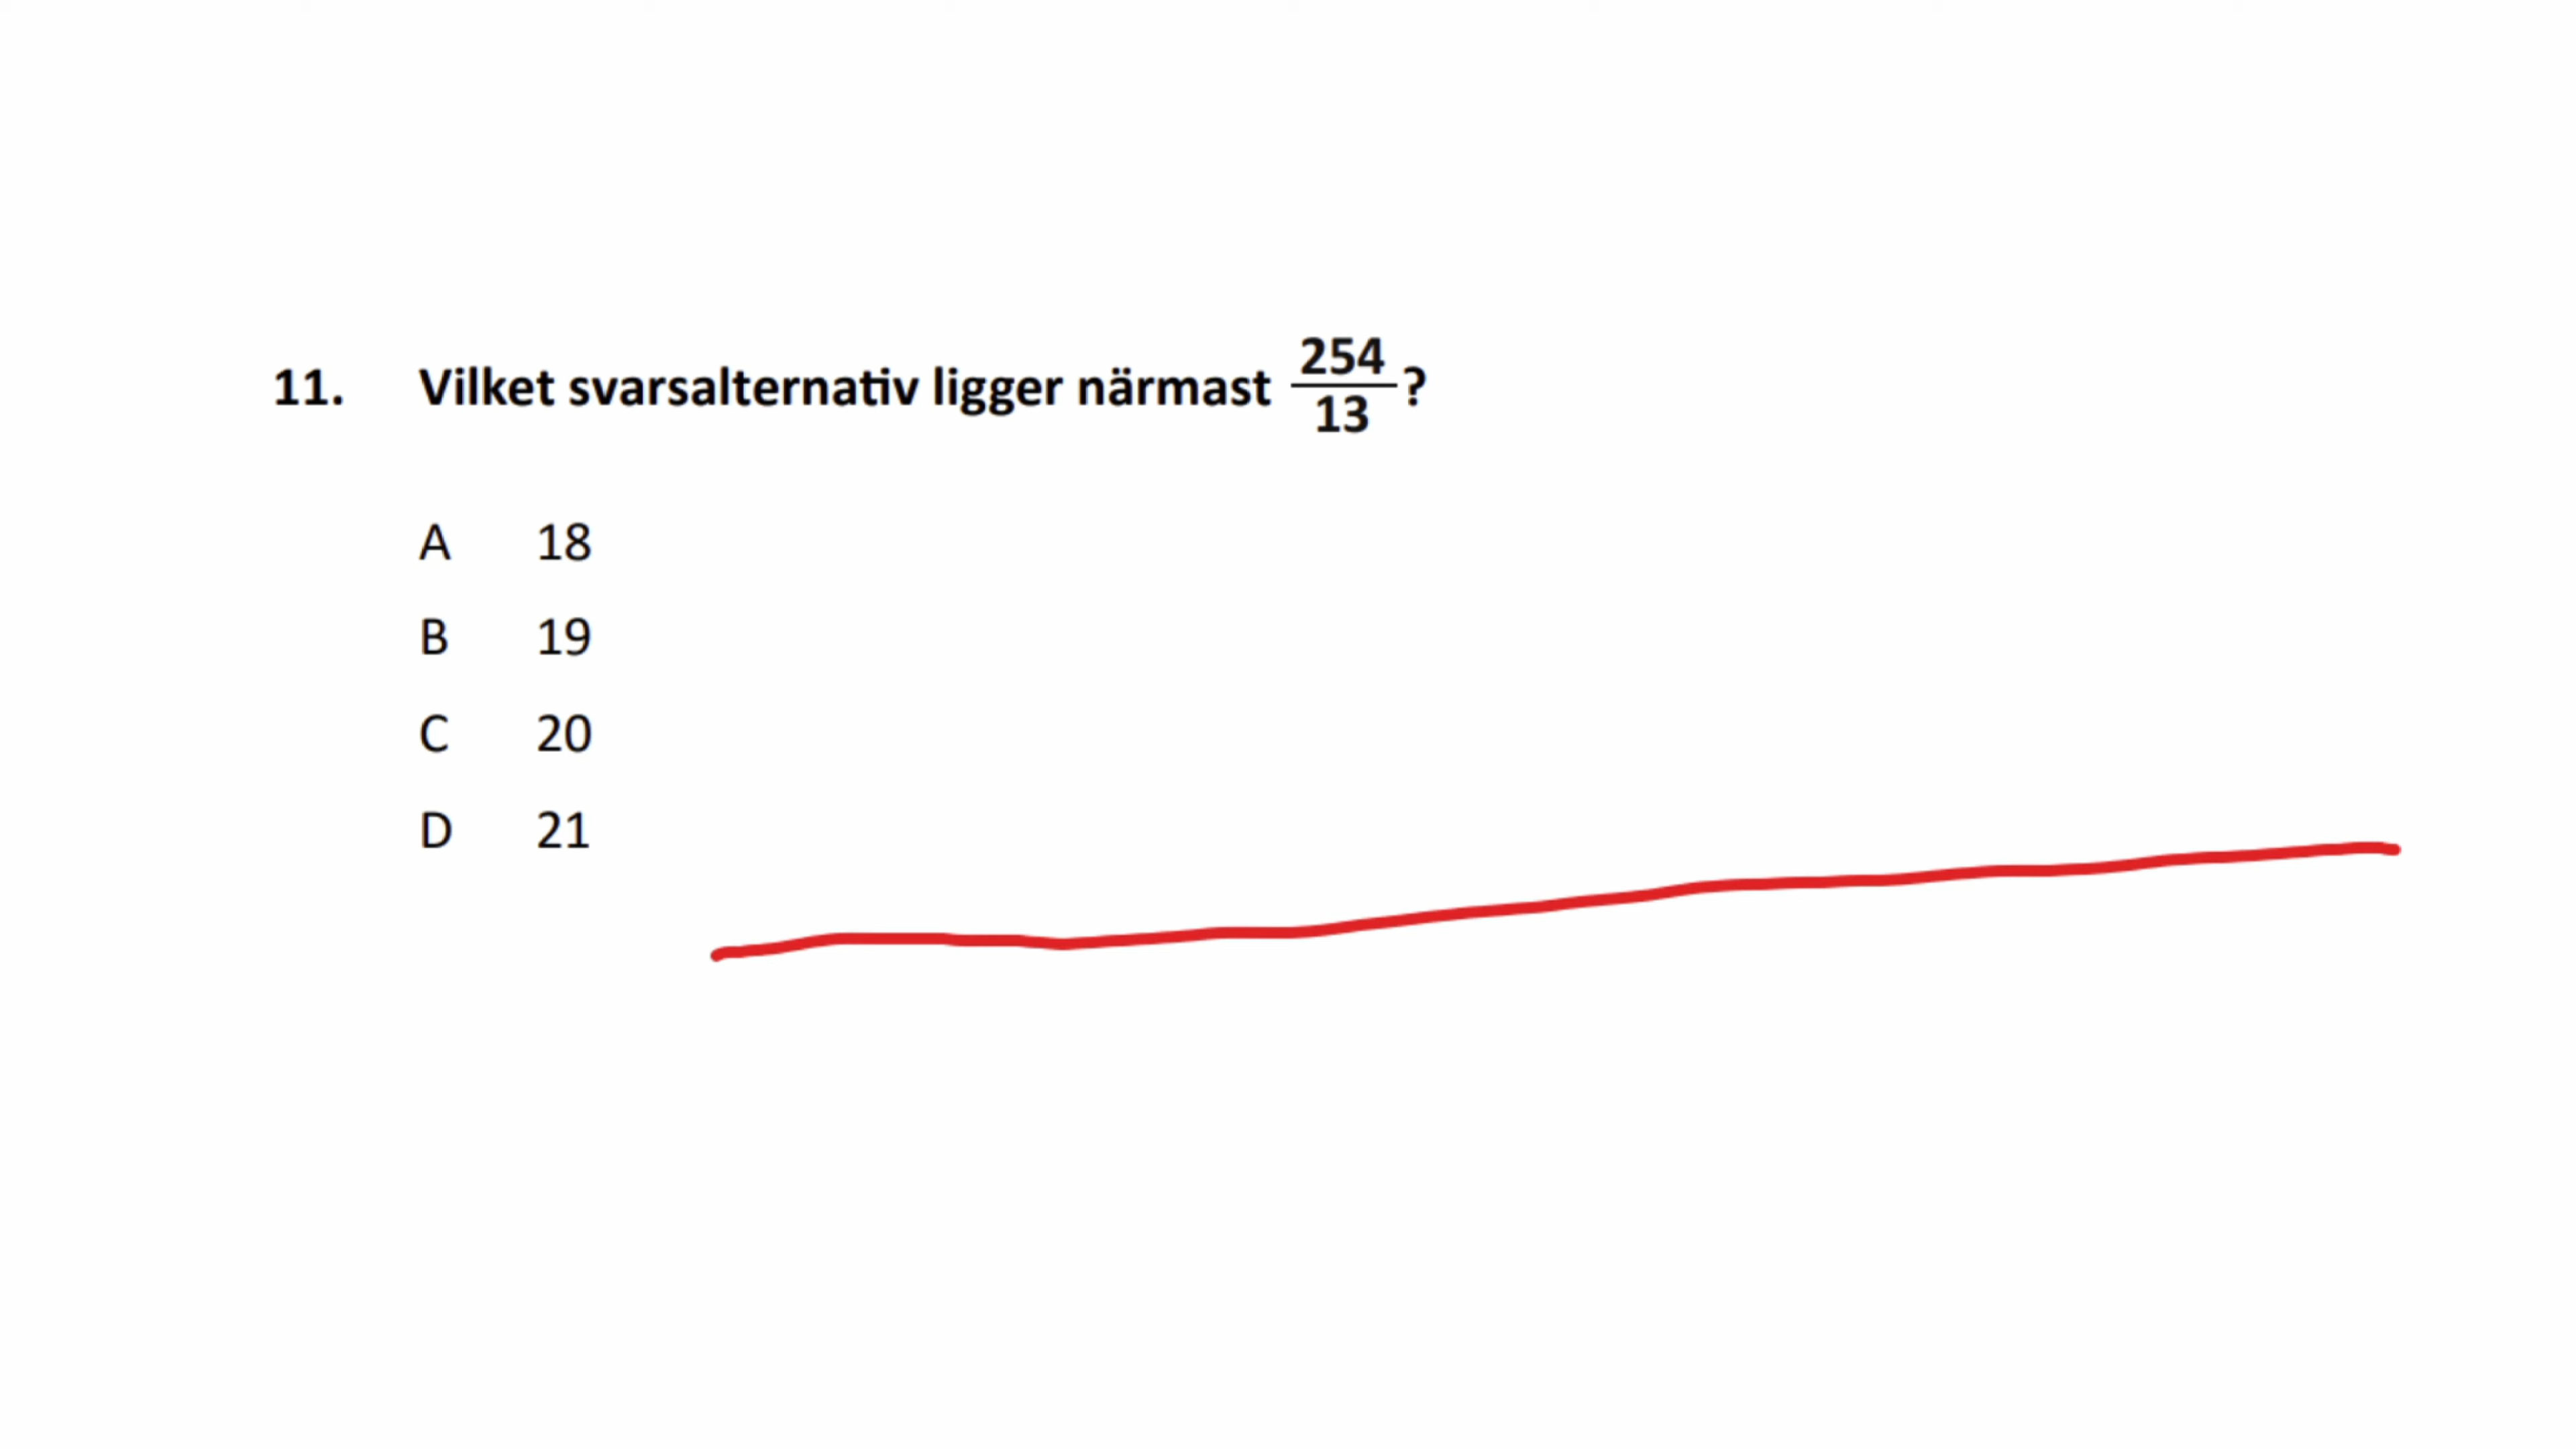 11. Vilket svarsalternativ ligger närmast 254/13?
A 18
B 19
C 20
D 21